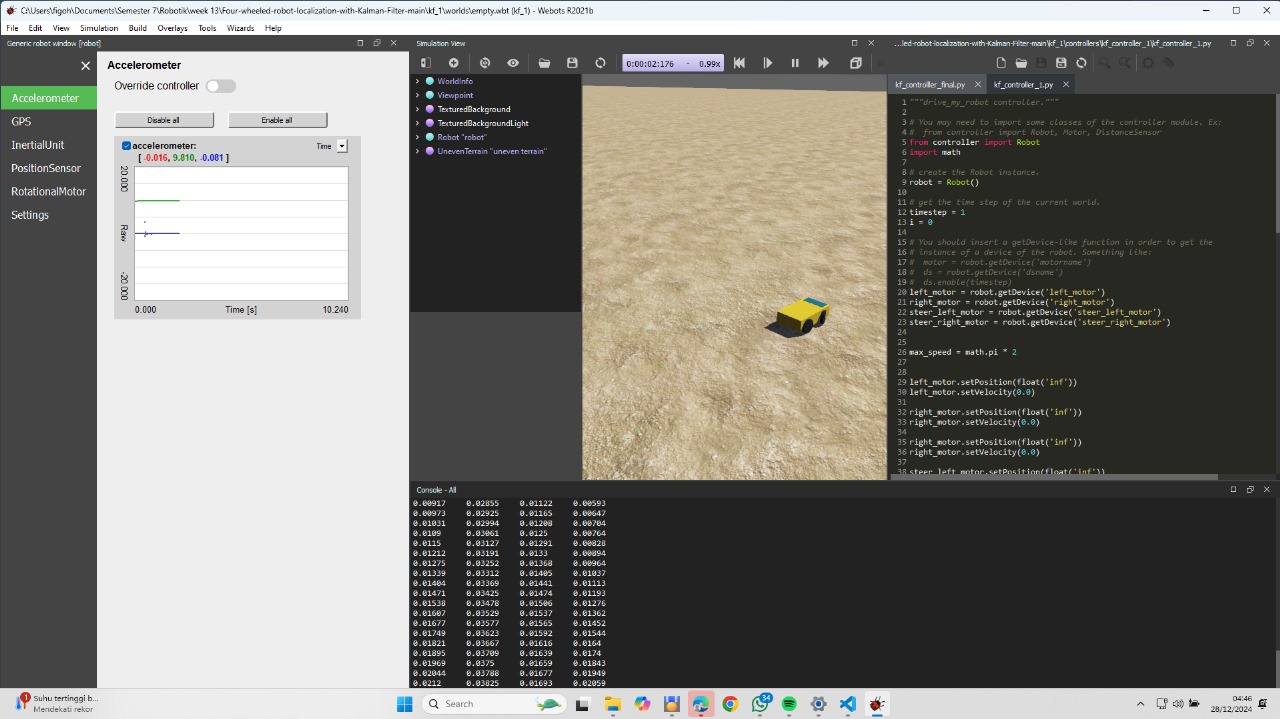 C:\Users\figoh\Documents\Semester 7\Robotik\week 13\Four-wheeled-robot-localization-with-Kalman-Filter-main\kf_1\worlds\empty.wbt (kf_1) - Webots R2021b
File Edit View Simulation Build Overlays Tools Wizards Help
Generic robot window [robot]
Accelerometer
GPS
InertialUnit
PositionSensor
RotationalMotor
Settings
Accelerometer
Override controller
Disable all Enable all
accelerometer: Time
[ -0.016, 9.810, -0.081 ]
20.000
Raw
-20.000
0.000 Time [s] 10.240
Simulation View
0:00:02:176 - 0.99x
WorldInfo
Viewpoint
TexturedBackground
TexturedBackgroundLight
Robot "robot"
UnevenTerrain "uneven terrain"
...led-robot-localization-with-Kalman-Filter-main\kf_1\controllers\kf_controller_1\kf_controller_1.py
kf_controller_final.py kf_controller_1.py
1 """drive_my_robot controller."""
2
3 # You may need to import some classes of the controller module. Ex:
4 #  from controller import Robot, Motor, DistanceSensor
5 from controller import Robot
6 import math
7
8 # create the Robot instance.
9 robot = Robot()
10
11 # get the time step of the current world.
12 timestep = 1
13 i = 0
14
15 # You should insert a getDevice-like function in order to get the
16 # instance of a device of the robot. Something like:
17 #  motor = robot.getDevice('motorname')
18 #  ds = robot.getDevice('dsname')
19 #  ds.enable(timestep)
20 left_motor = robot.getDevice('left_motor')
21 right_motor = robot.getDevice('right_motor')
22 steer_left_motor = robot.getDevice('steer_left_motor')
23 steer_right_motor = robot.getDevice('steer_right_motor')
24
25
26 max_speed = math.pi * 2
27
28
29 left_motor.setPosition(float('inf'))
30 left_motor.setVelocity(0.0)
31
32 right_motor.setPosition(float('inf'))
33 right_motor.setVelocity(0.0)
34
35 right_motor.setPosition(float('inf'))
36 right_motor.setVelocity(0.0)
37
38 steer_left_motor.setPosition(float('inf'))
Console - All
0.00917 0.02855 0.01122 0.00593
0.00973 0.02925 0.01165 0.00647
0.01031 0.02994 0.01208 0.00704
0.0109 0.03061 0.0125 0.00764
0.0115 0.03127 0.01291 0.00828
0.01212 0.03191 0.0133 0.00894
0.01275 0.03252 0.01368 0.00964
0.01339 0.03312 0.01405 0.01037
0.01404 0.03369 0.01441 0.01113
0.01471 0.03425 0.01474 0.01193
0.01538 0.03478 0.01506 0.01276
0.01607 0.03529 0.01537 0.01362
0.01677 0.03577 0.01565 0.01452
0.01749 0.03623 0.01592 0.01544
0.01821 0.03667 0.01616 0.0164
0.01895 0.03709 0.01639 0.0174
0.01969 0.0375 0.01659 0.01843
0.02044 0.03788 0.01677 0.01949
0.0212 0.03825 0.01693 0.02059
1
Suhu tertinggi b...
Mendekati rekor
Search
34
04:46
28/12/2024